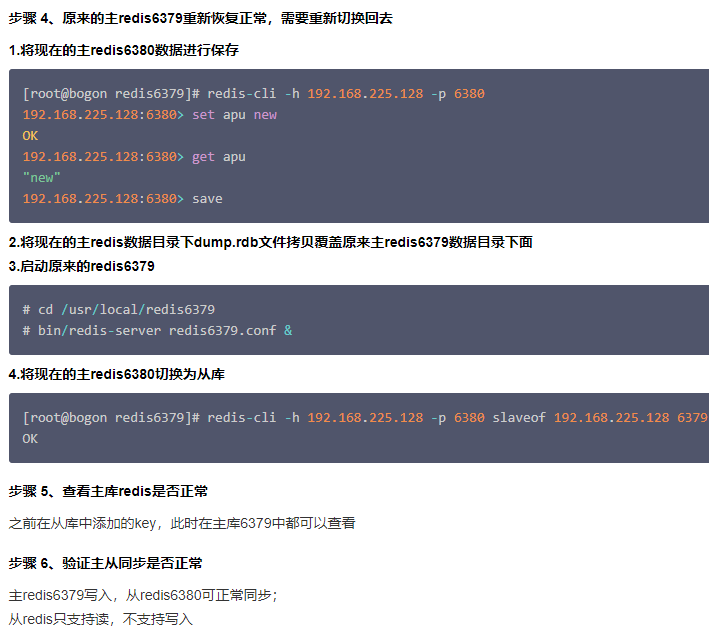 步骤 4、原来的主redis6379重新恢复正常，需要重新切换回去
1.将现在的主redis6380数据进行保存
[root@bogon redis6379]# redis-cli -h 192.168.225.128 -p 6380
192.168.225.128:6380> set apu new
OK
192.168.225.128:6380> get apu
"new"
192.168.225.128:6380> save
2.将现在的主redis数据目录下dump.rdb文件拷贝覆盖原来主redis6379数据目录下面
3.启动原来的redis6379
# cd /usr/local/redis6379
# bin/redis-server redis6379.conf &
4.将现在的主redis6380切换为从库
[root@bogon redis6379]# redis-cli -h 192.168.225.128 -p 6380 slaveof 192.168.225.128 6379
OK
步骤 5、查看主库redis是否正常
之前在从库中添加的key，此时在主库6379中都可以查看
步骤 6、验证主从同步是否正常
主redis6379写入，从redis6380可正常同步；
从redis只支持读，不支持写入